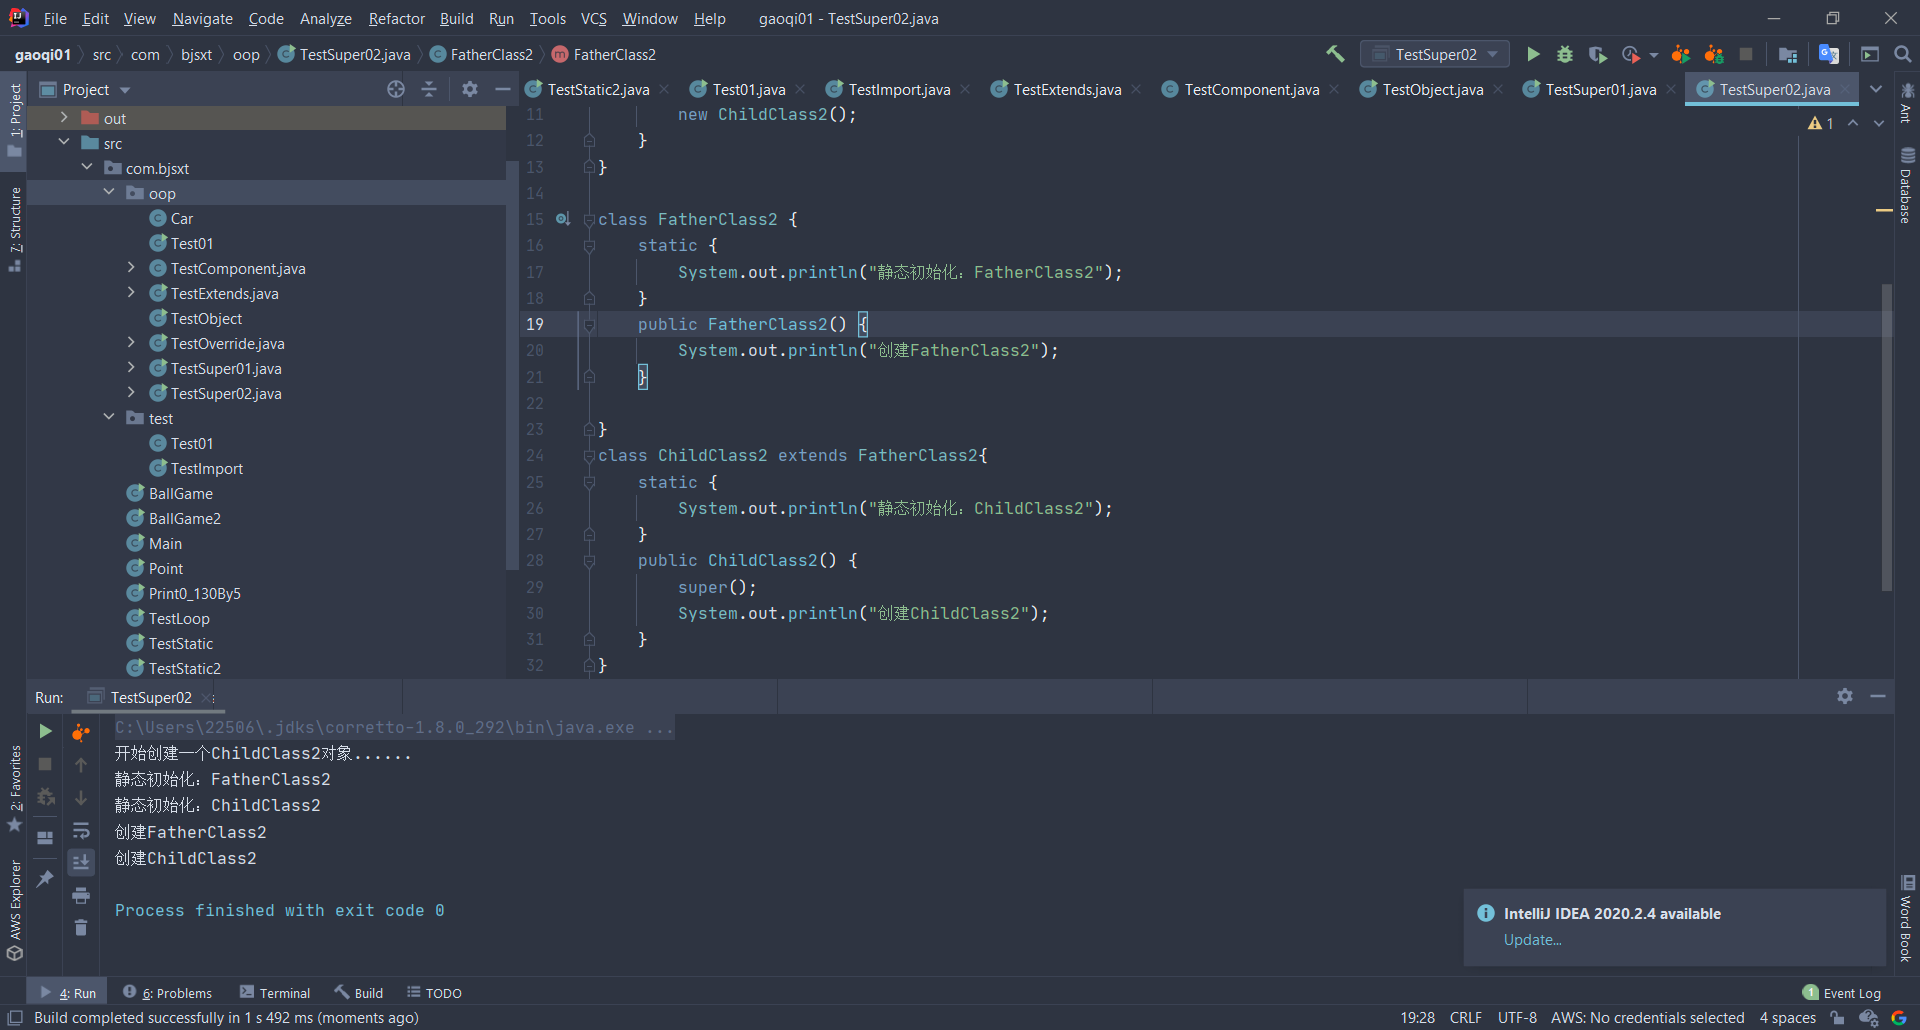 File Edit View Navigate Code Analyze Refactor Build Run Tools VCS Window Help gaoqi01 - TestSuper02.java
gaoqi01 src com bjsxt oop TestSuper02.java FatherClass2 FatherClass2 TestSuper02
Project
TestStatic2.java Test01.java TestImport.java TestExtends.java TestComponent.java TestObject.java TestSuper01.java TestSuper02.java
1: Project
7: Structure
2: Favorites
AWS Explorer
out
src
com.bjsxt
oop
Car
Test01
TestComponent.java
TestExtends.java
TestObject
TestOverride.java
TestSuper01.java
TestSuper02.java
test
Test01
TestImport
BallGame
BallGame2
Main
Point
Print0_130By5
TestLoop
TestStatic
TestStatic2
11 new ChildClass2();
12 }
13 }
14
15 class FatherClass2 {
16 static {
17 System.out.println("静态初始化: FatherClass2");
18 }
19 public FatherClass2() {
20 System.out.println("创建FatherClass2");
21 }
22
23 }
24 class ChildClass2 extends FatherClass2{
25 static {
26 System.out.println("静态初始化: ChildClass2");
27 }
28 public ChildClass2() {
29 super();
30 System.out.println("创建ChildClass2");
31 }
32 }
1
Ant
Database
Word Book
Run: TestSuper02
C:\Users\22506\.jdks\corretto-1.8.0_292\bin\java.exe ...
开始创建一个ChildClass2对象......
静态初始化: FatherClass2
静态初始化: ChildClass2
创建FatherClass2
创建ChildClass2
Process finished with exit code 0
IntelliJ IDEA 2020.2.4 available
Update...
4: Run 6: Problems Terminal Build TODO 1 Event Log
Build completed successfully in 1 s 492 ms (moments ago) 19:28 CRLF UTF-8 AWS: No credentials selected 4 spaces